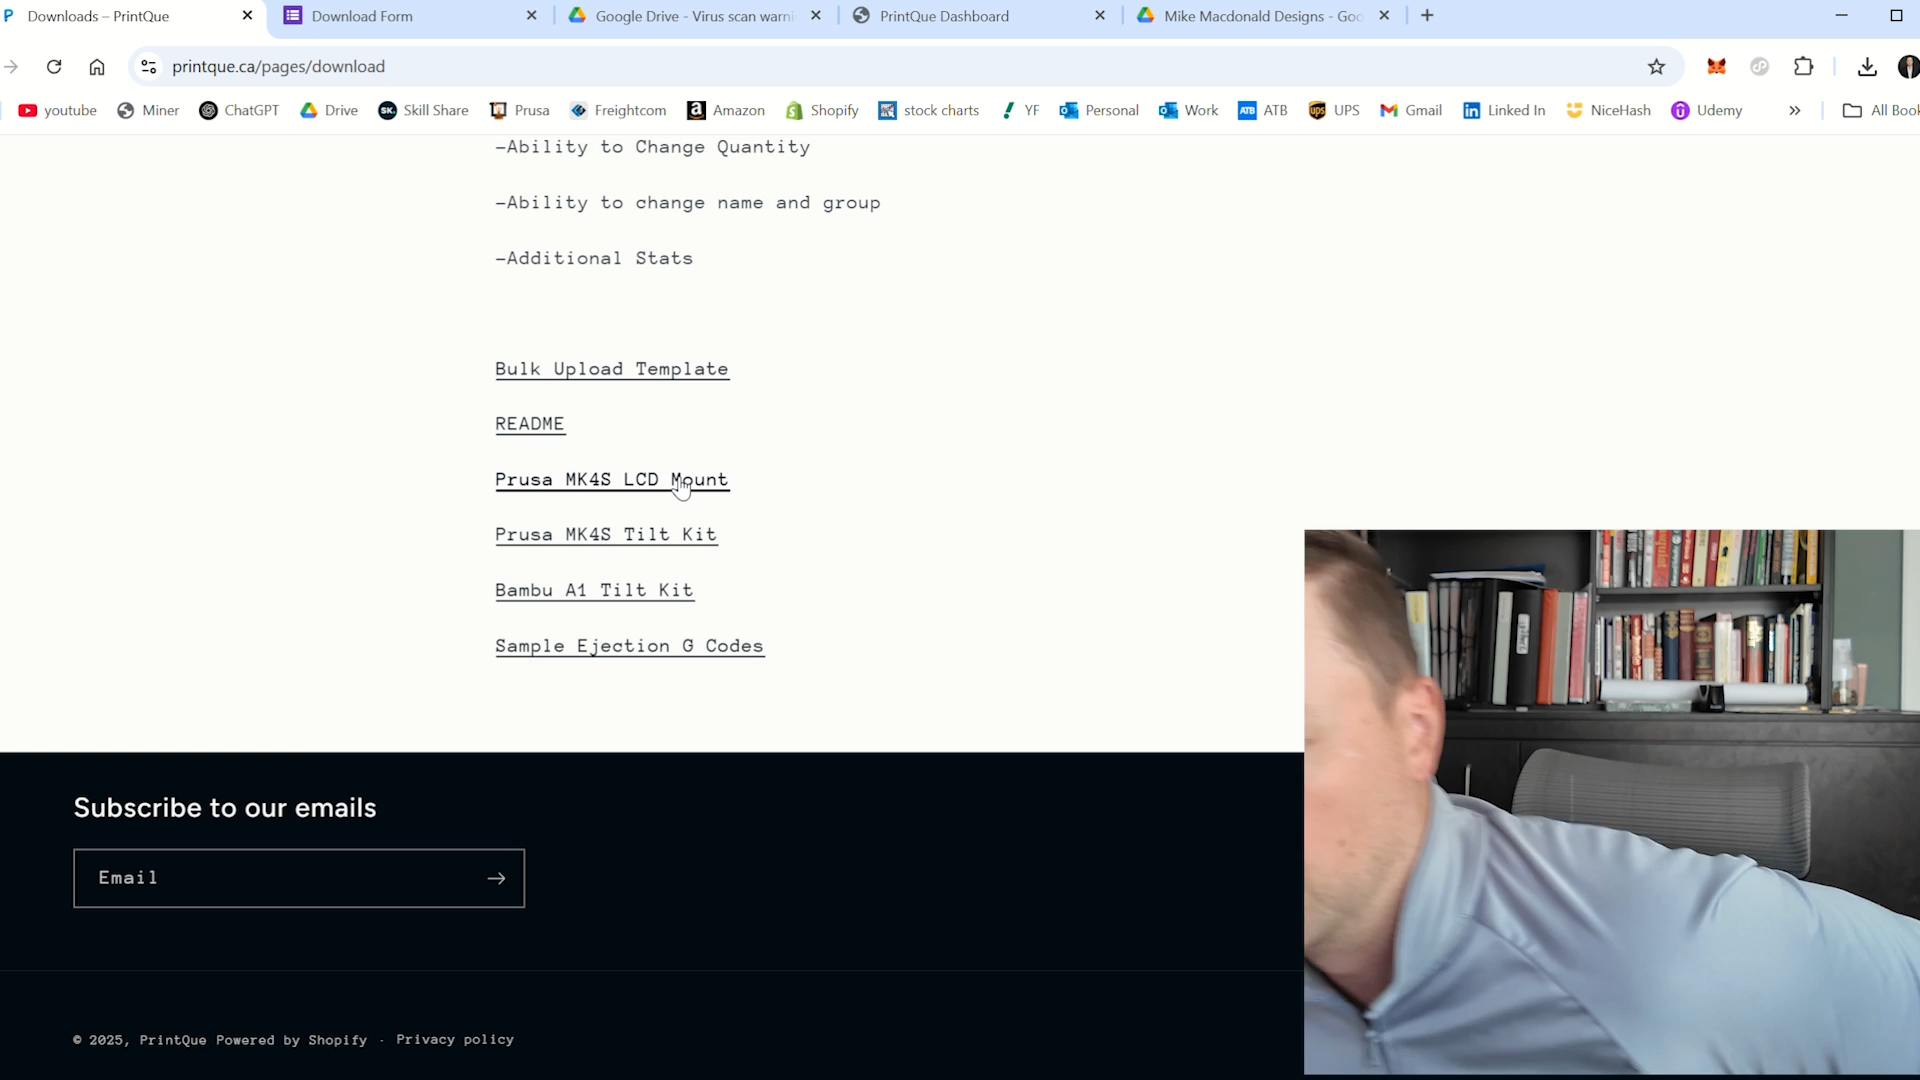 Downloads – PrintQue
Download Form
Google Drive - Virus scan warni
PrintQue Dashboard
Mike Macdonald Designs - Goo
printque.ca/pages/download
youtube
Miner
ChatGPT
Drive
SK.
Skill Share
Prusa
Freightcom
Amazon
Shopify
stock charts
YF
Personal
Work
ATB
ATB
UPS
Gmail
Linked In
NiceHash
Udemy
All Book
–Ability to Change Quantity
–Ability to change name and group
–Additional Stats
Bulk Upload Template
README
Prusa MK4S LCD Mount
Prusa MK4S Tilt Kit
Bambu A1 Tilt Kit
Sample Ejection G Codes
Subscribe to our emails
Email
© 2025, PrintQue Powered by Shopify · Privacy policy